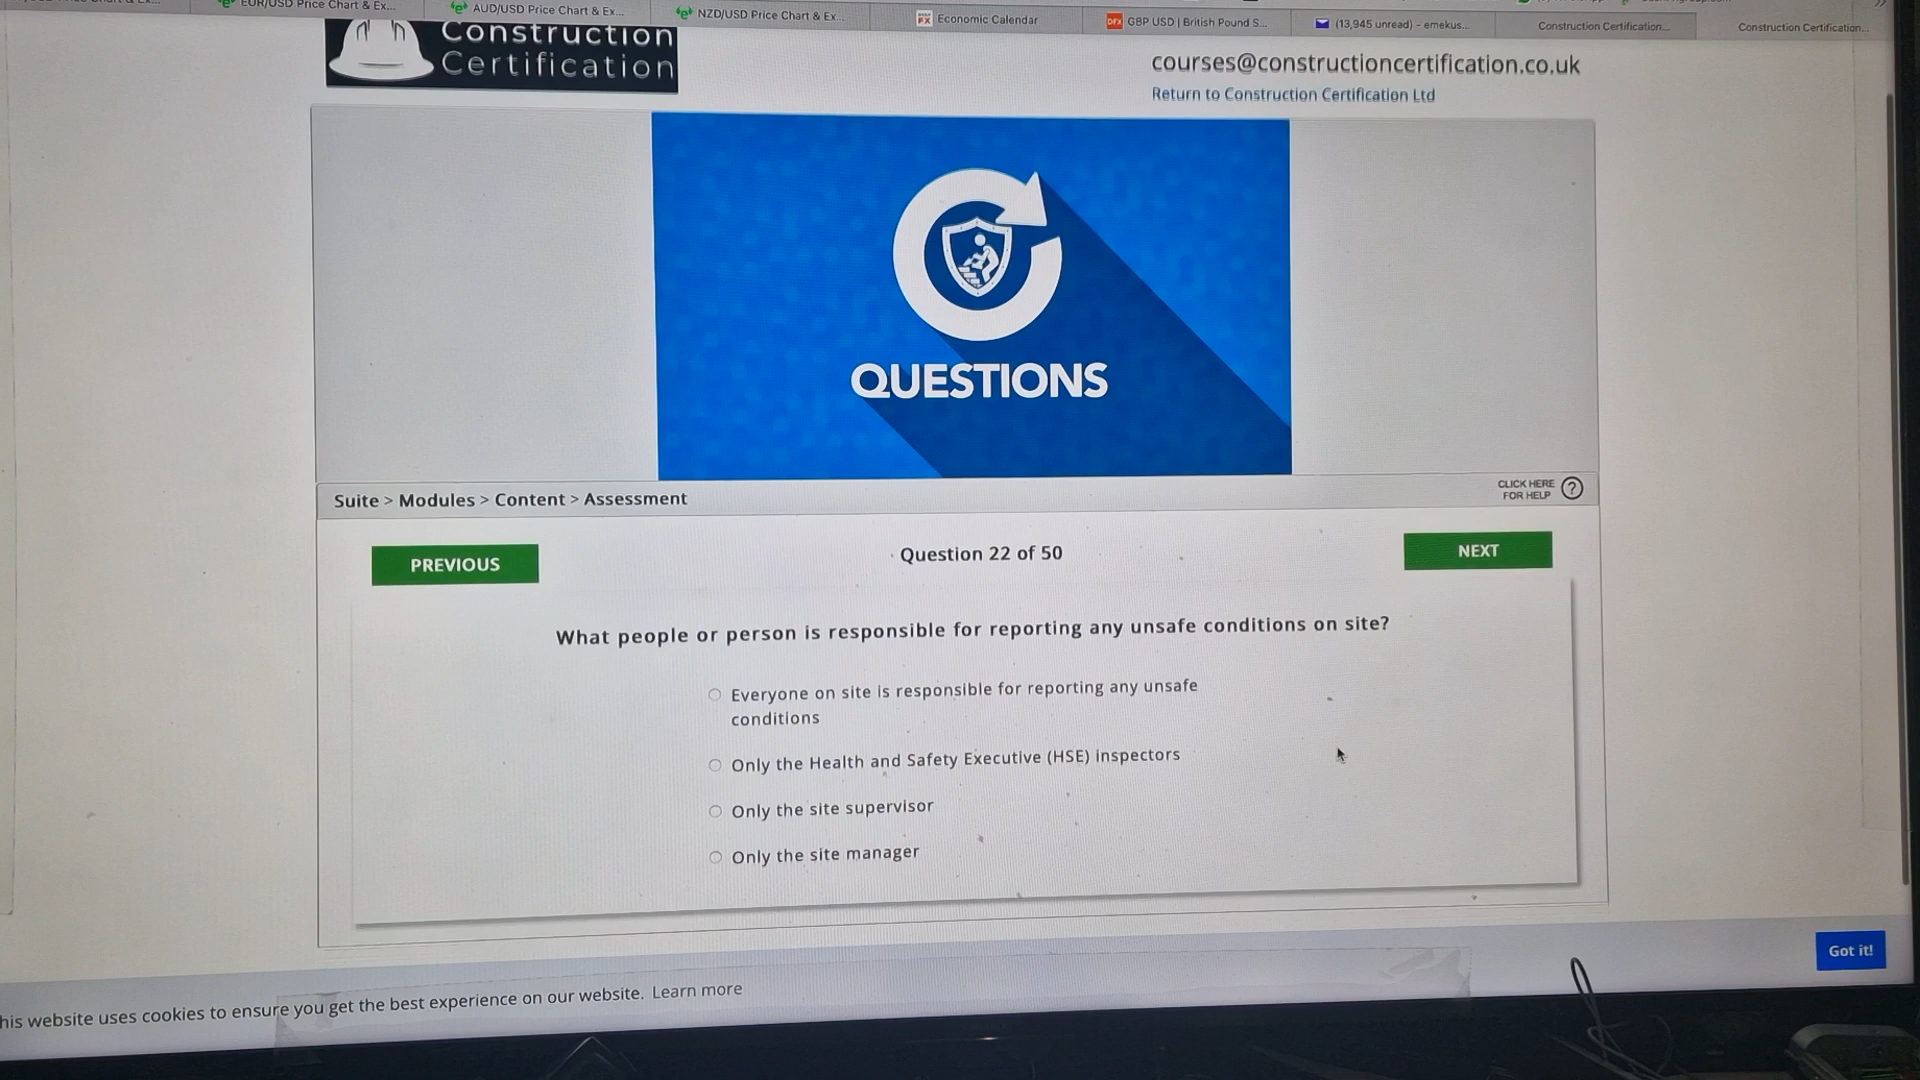 EUR/USD Price Chart & Ex...
AUD/USD Price Chart & Ex...
NZD/USD Price Chart & Ex...
Economic Calendar
GBP USD | British Pound S...
(13,945 unread) - emekus...
Construction Certification...
Construction Certification...
Construction
Certification
courses@constructioncertification.co.uk
Return to Construction Certification Ltd
QUESTIONS
Suite > Modules > Content > Assessment
CLICK HERE
FOR HELP ?
PREVIOUS
Question 22 of 50
NEXT
What people or person is responsible for reporting any unsafe conditions on site?
Everyone on site is responsible for reporting any unsafe
conditions
Only the Health and Safety Executive (HSE) inspectors
Only the site supervisor
Only the site manager
Got it!
his website uses cookies to ensure you get the best experience on our website. Learn more